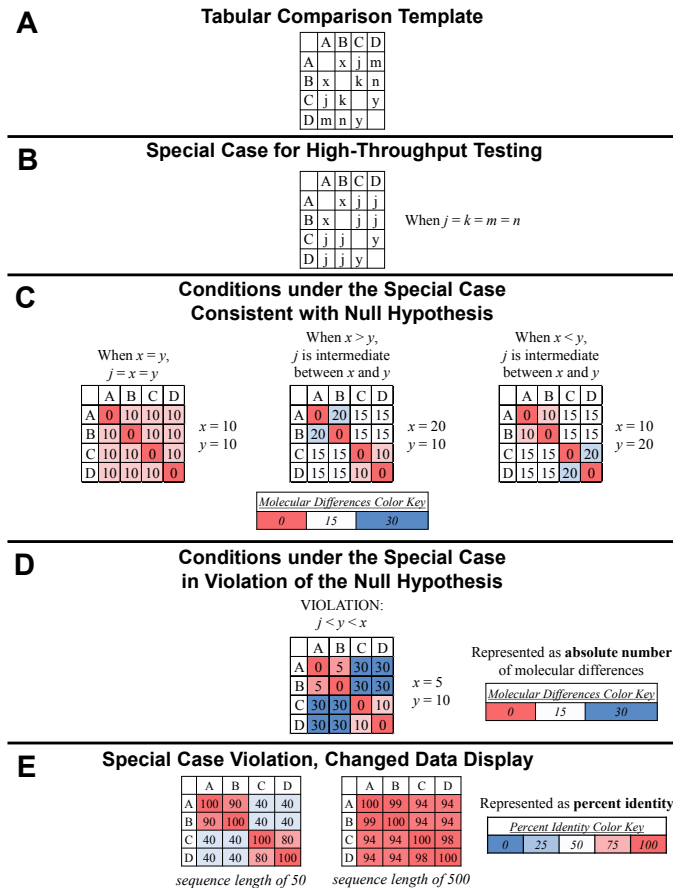 A
Tabular Comparison Template
A B C D
A x j m
B x k n
C j k y
D m n y
B
Special Case for High-Throughput Testing
A B C D
A x j j
B x j j
C j j y
D j j y
When j = k = m = n
C
Conditions under the Special Case
Consistent with Null Hypothesis
When x = y,
j = x = y
A B C D
A 0 10 10 10
B 10 0 10 10
C 10 10 0 10
D 10 10 10 0
x = 10
y = 10
When x > y,
j is intermediate
between x and y
A B C D
A 0 20 15 15
B 20 0 15 15
C 15 15 0 10
D 15 15 10 0
x = 20
y = 10
When x < y,
j is intermediate
between x and y
A B C D
A 0 10 15 15
B 10 0 15 15
C 15 15 0 20
D 15 15 20 0
x = 10
y = 20
Molecular Differences Color Key
0 15 30
D
Conditions under the Special Case
in Violation of the Null Hypothesis
VIOLATION:
j < y < x
A B C D
A 0 5 30 30
B 5 0 30 30
C 30 30 0 10
D 30 30 10 0
x = 5
y = 10
Represented as absolute number
of molecular differences
Molecular Differences Color Key
0 15 30
E
Special Case Violation, Changed Data Display
A B C D
A 100 90 40 40
B 90 100 40 40
C 40 40 100 80
D 40 40 80 100
sequence length of 50
A B C D
A 100 99 94 94
B 99 100 94 94
C 94 94 100 98
D 94 94 98 100
sequence length of 500
Represented as percent identity
Percent Identity Color Key
0 25 50 75 100